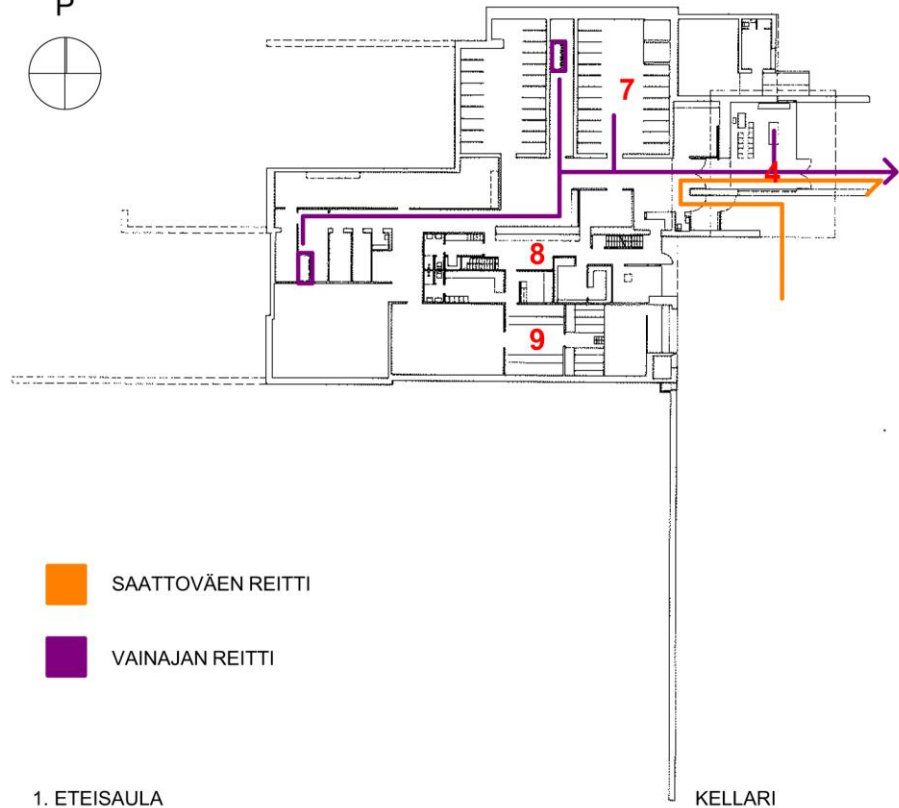 P
7
4
8
9
SAATTOVÄEN REITTI
VAINAJAN REITTI
1. ETEISAULA
KELLARI